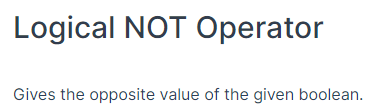 Logical NOT Operator
Gives the opposite value of the given boolean.